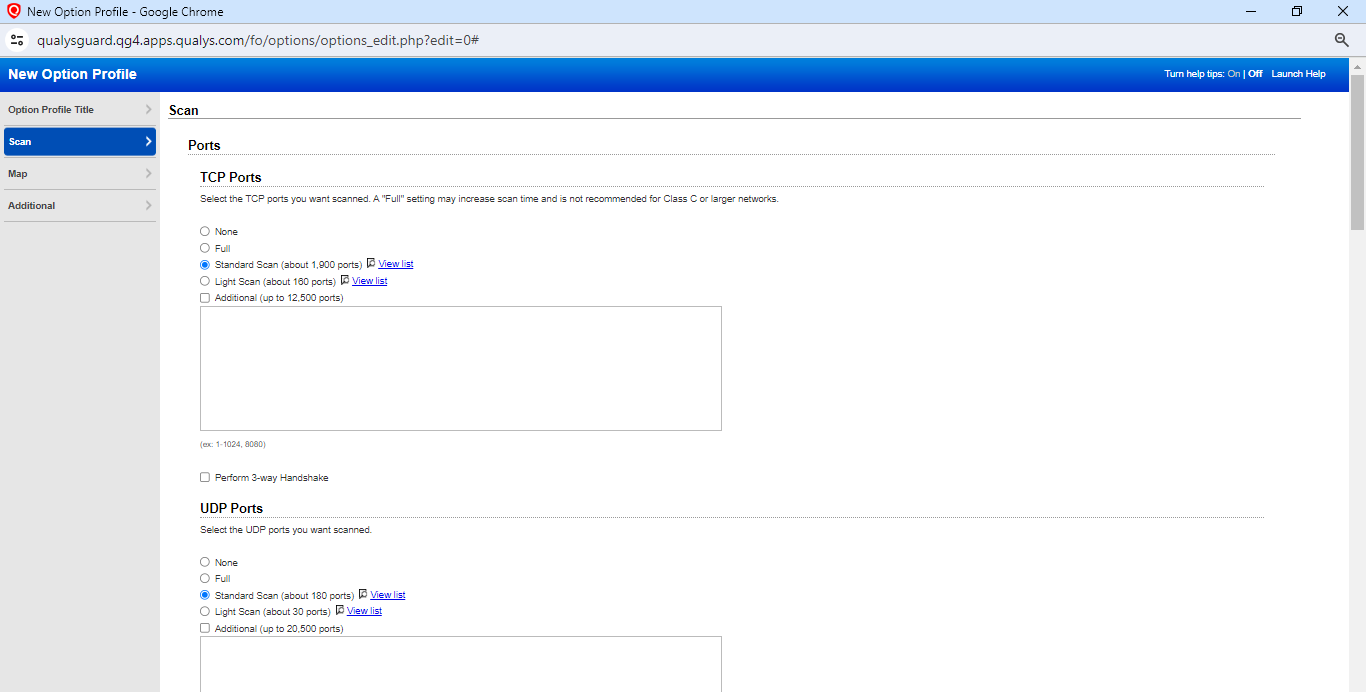 New Option Profile - Google Chrome
qualysguard.qg4.apps.qualys.com/fo/options/options_edit.php?edit=0#
New Option Profile
Turn help tips: On | Off Launch Help
Option Profile Title
Scan
Map
Additional
Scan
Ports
TCP Ports
Select the TCP ports you want scanned. A "Full" setting may increase scan time and is not recommended for Class C or larger networks.
None
Full
Standard Scan (about 1,900 ports) View list
Light Scan (about 160 ports) View list
Additional (up to 12,500 ports)
(ex: 1-1024, 8080)
Perform 3-way Handshake
UDP Ports
Select the UDP ports you want scanned.
None
Full
Standard Scan (about 180 ports) View list
Light Scan (about 30 ports) View list
Additional (up to 20,500 ports)